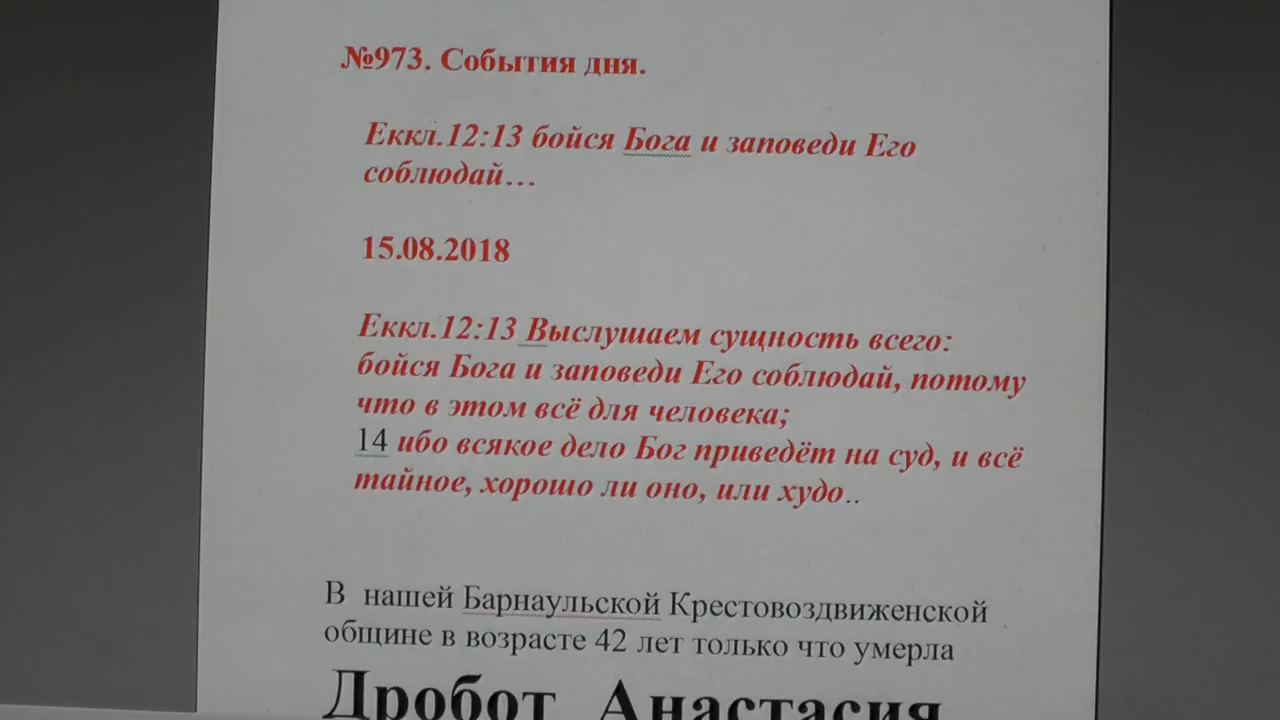 №973. События дня.
Еккл.12:13 бойся Бога и заповеди Его
соблюдай…
15.08.2018
Еккл.12:13 Выслушаем сущность всего:
бойся Бога и заповеди Его соблюдай, потому
что в этом всё для человека;
14 ибо всякое дело Бог приведёт на суд, и всё
тайное, хорошо ли оно, или худо..
В нашей Барнаульской Крестовоздвиженской
общине в возрасте 42 лет только что умерла
Дробот Анастасия